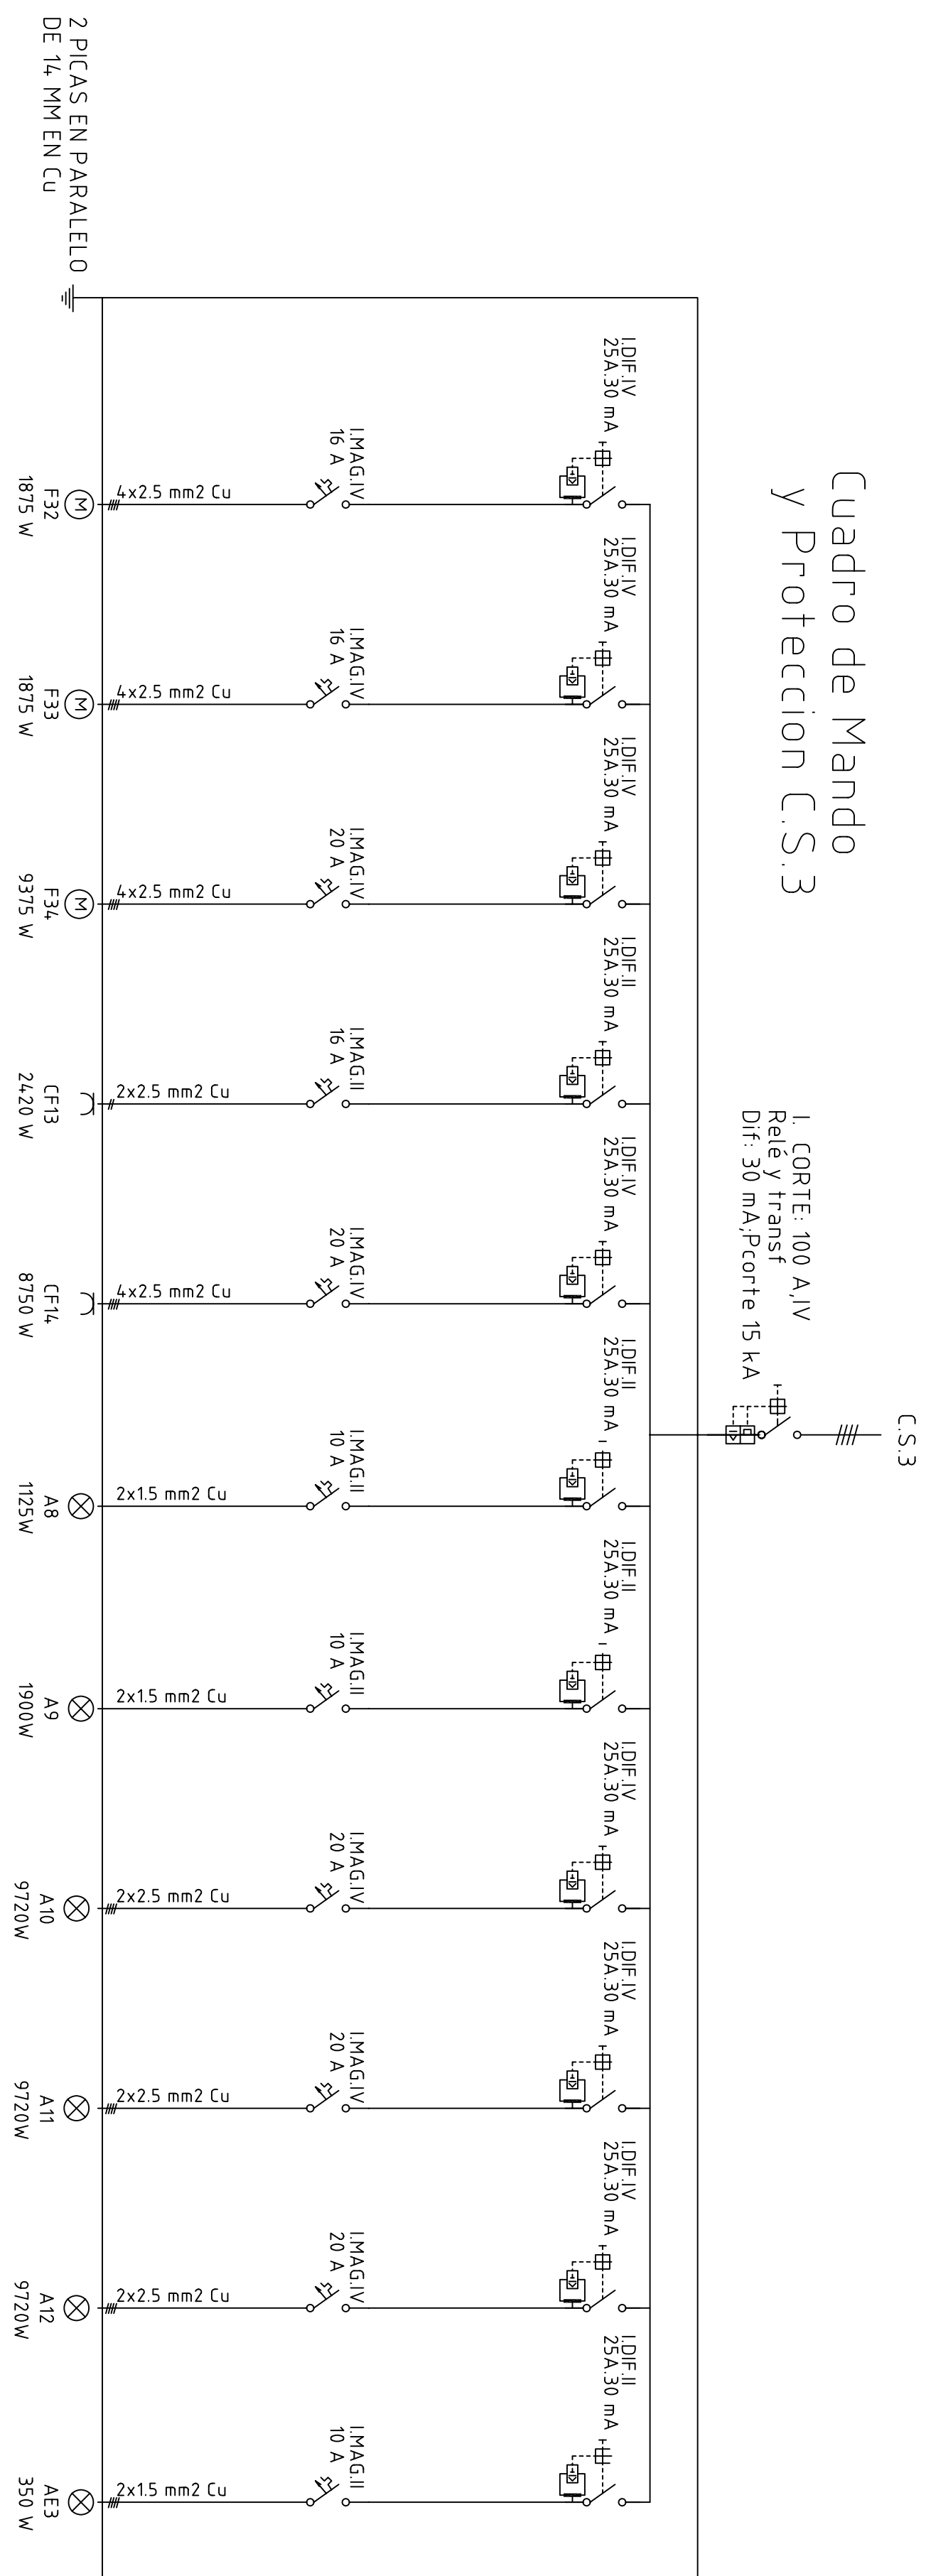 Cuadro de Mando
y Proteccion C.S.3
C.S.3
I. CORTE: 100 A,IV
Relé y transf
Dif: 30 mA;Pcorte 15 kA
2 PICAS EN PARALELO
DE 14 MM EN Cu
I.DIF.IV
25A.30 mA
I.MAG.IV
16 A
4x2.5 mm2 Cu
M
F32
1875 W
I.DIF.IV
25A.30 mA
I.MAG.IV
16 A
4x2.5 mm2 Cu
M
F33
1875 W
I.DIF.IV
25A.30 mA
I.MAG.IV
20 A
4x2.5 mm2 Cu
M
F34
9375 W
I.DIF.II
25A.30 mA
I.MAG.II
16 A
2x2.5 mm2 Cu
CF13
2420 W
I.DIF.IV
25A.30 mA
I.MAG.IV
20 A
4x2.5 mm2 Cu
CF14
8750 W
I.DIF.II
25A.30 mA
I.MAG.II
10 A
2x1.5 mm2 Cu
A8
1125W
I.DIF.II
25A.30 mA
I.MAG.II
10 A
2x1.5 mm2 Cu
A9
1900W
I.DIF.IV
25A.30 mA
I.MAG.IV
20 A
2x2.5 mm2 Cu
A10
9720W
I.DIF.IV
25A.30 mA
I.MAG.IV
20 A
2x2.5 mm2 Cu
A11
9720W
I.DIF.IV
25A.30 mA
I.MAG.IV
20 A
2x2.5 mm2 Cu
A12
9720W
I.DIF.II
25A.30 mA
I.MAG.II
10 A
2x1.5 mm2 Cu
AE3
350 W